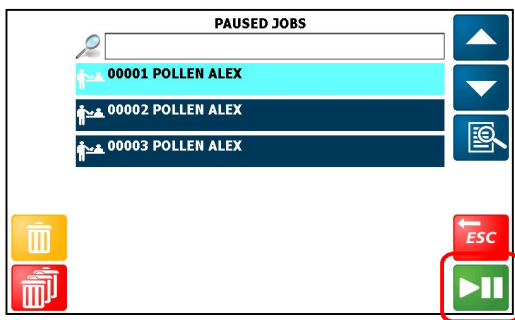 PAUSED JOBS
00001 POLLEN ALEX
00002 POLLEN ALEX
00003 POLLEN ALEX
ESC